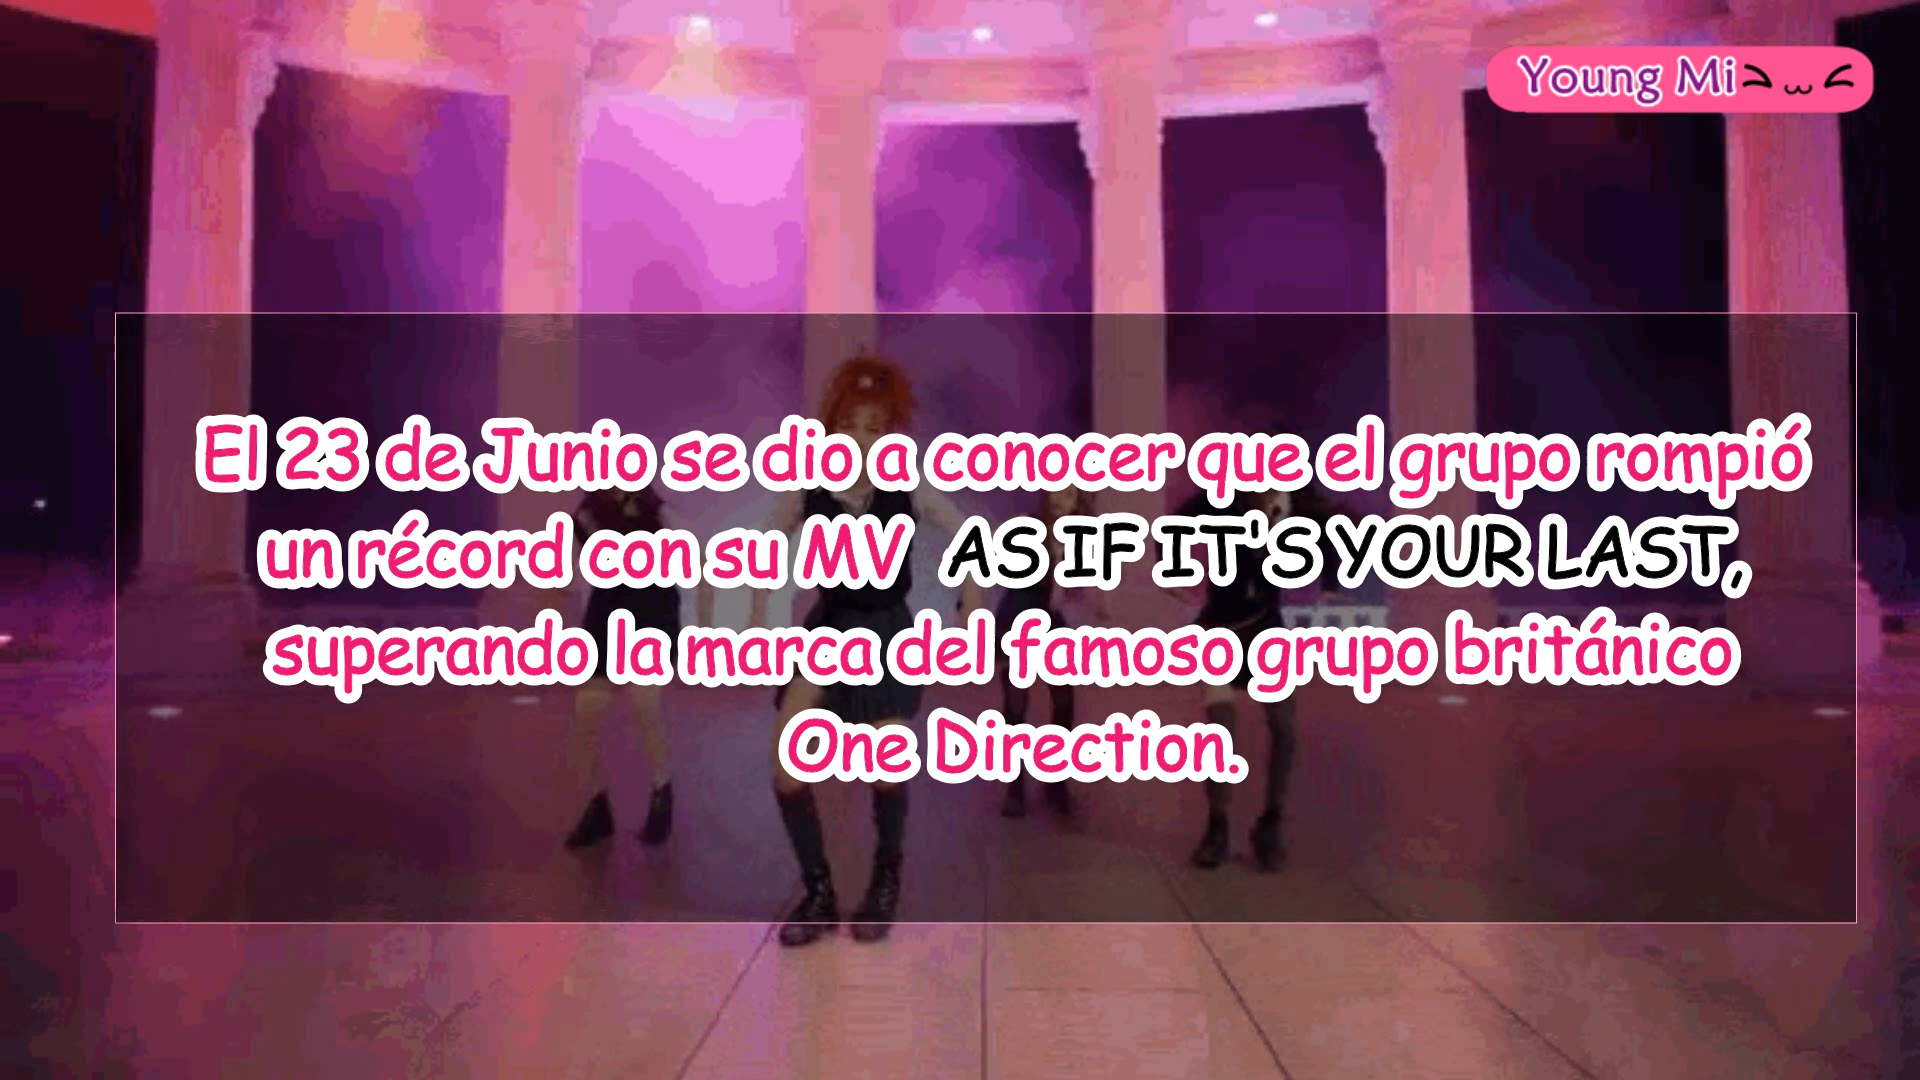 Young Mi
El 23 de Junio se dio a conocer que el grupo rompió
un récord con su MV AS IF IT'S YOUR LAST,
superando la marca del famoso grupo británico
One Direction.